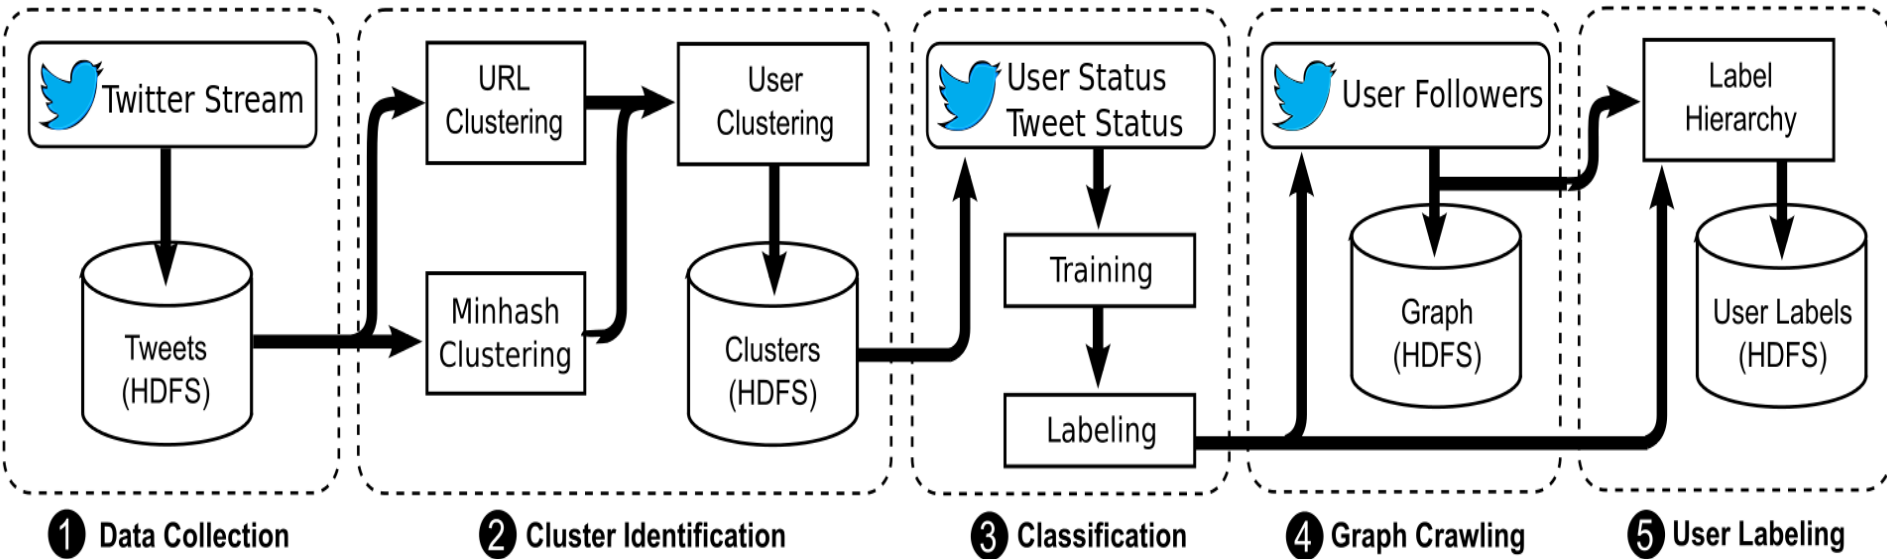 Twitter Stream
Tweets
(HDFS)
1 Data Collection
URL
Clustering
Minhash
Clustering
User
Clustering
Clusters
(HDFS)
2 Cluster Identification
User Status
Tweet Status
Training
Labeling
3 Classification
User Followers
Graph
(HDFS)
4 Graph Crawling
Label
Hierarchy
User Labels
(HDFS)
5 User Labeling